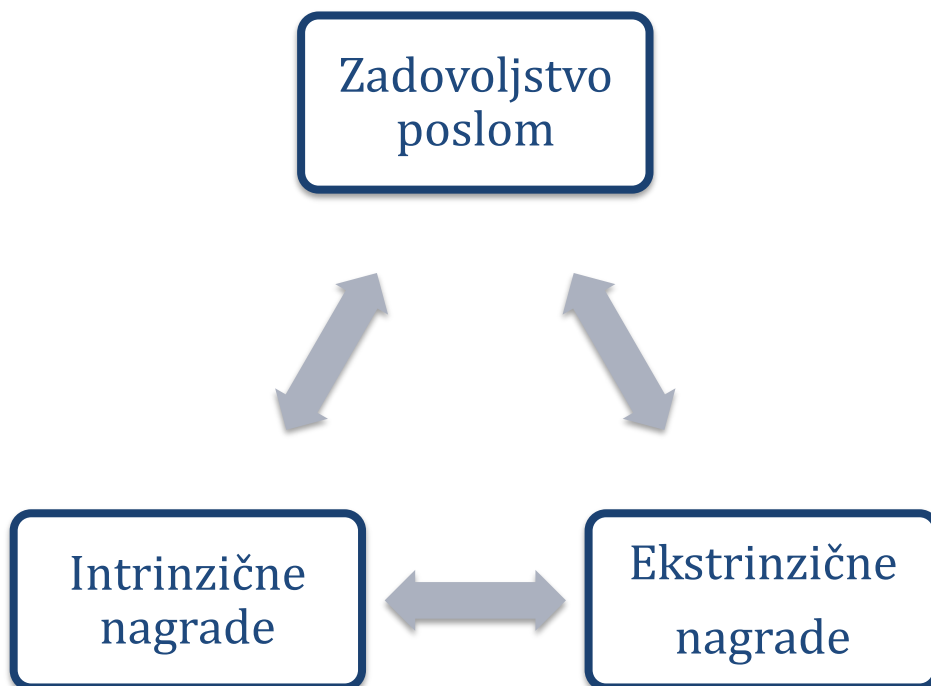 Zadovoljstvo
poslom
Intrinzične
nagrade
Ekstrinzične
nagrade